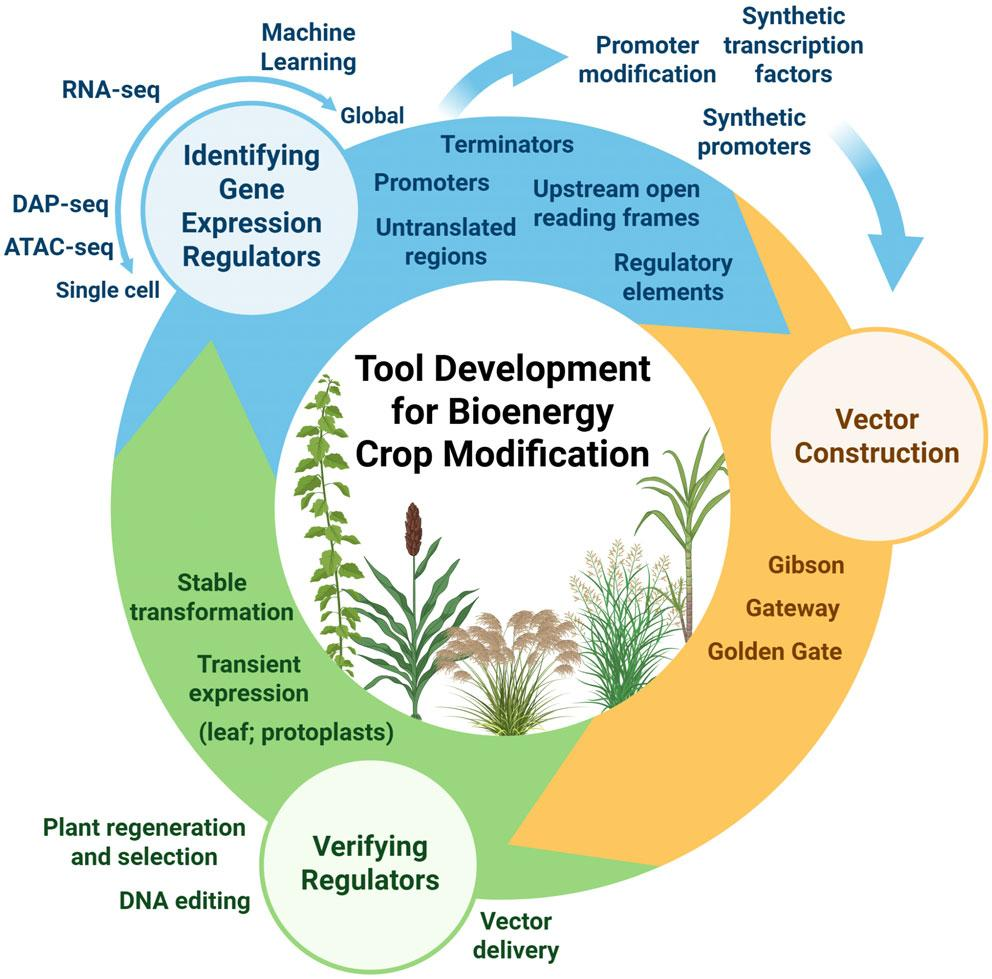 Machine
Learning
RNA-seq
Global
DAP-seq
ATAC-seq
Single cell
Identifying
Gene
Expression
Regulators
Promoter
modification
Synthetic
transcription
factors
Synthetic
promoters
Terminators
Promoters
Upstream open
reading frames
Untranslated
regions
Regulatory
elements
Tool Development
for Bioenergy
Crop Modification
Vector
Construction
Gibson
Gateway
Golden Gate
Stable
transformation
Transient
expression
(leaf; protoplasts)
Verifying
Regulators
Plant regeneration
and selection
DNA editing
Vector
delivery